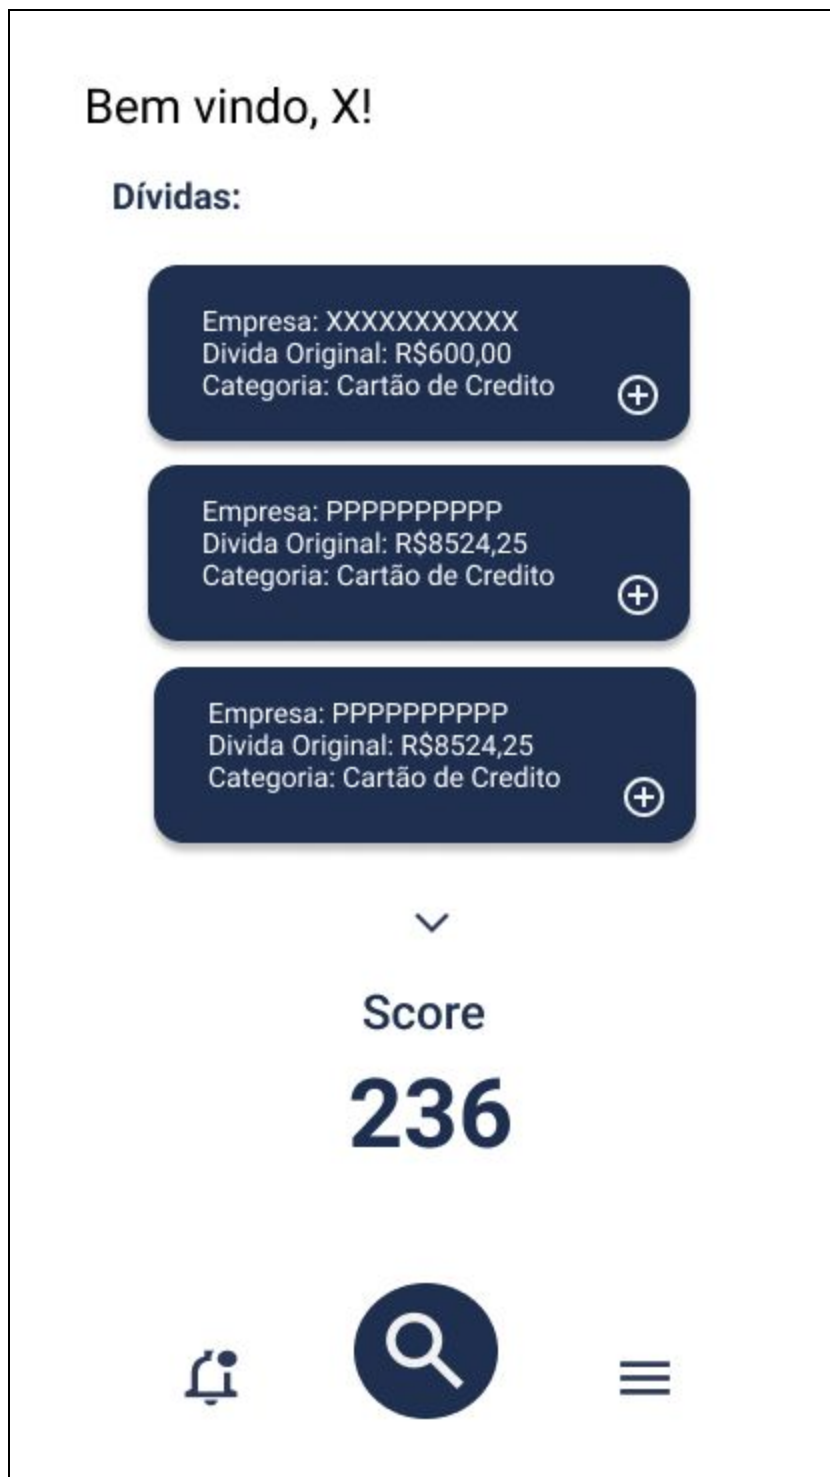 Bem vindo, X!
Dívidas:
Empresa: XXXXXXXXXXX
Divida Original: R$600,00
Categoria: Cartão de Credito
Empresa: PPPPPPPPPP
Divida Original: R$8524,25
Categoria: Cartão de Credito
Empresa: PPPPPPPPPP
Divida Original: R$8524,25
Categoria: Cartão de Credito
Score
236